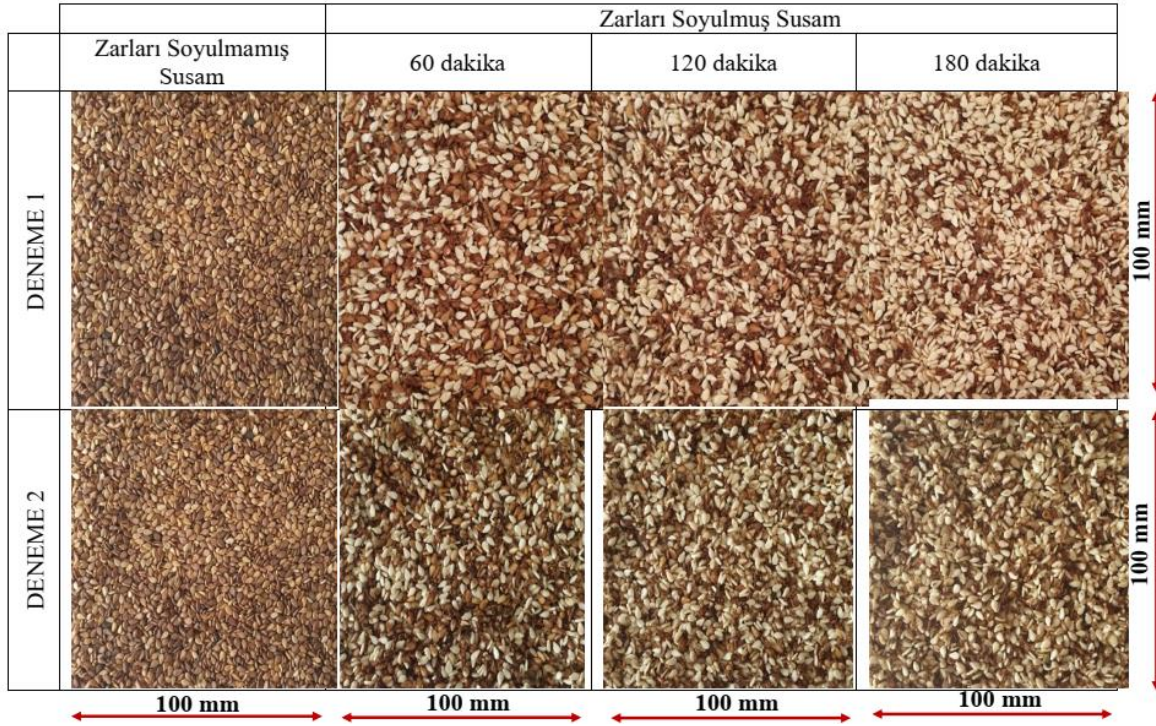 Zarları Soyulmuş Susam
Zarları Soyulmamış
Susam
60 dakika
120 dakika
180 dakika
DENEME 1
100 mm
DENEME 2
100 mm
100 mm
100 mm
100 mm
100 mm